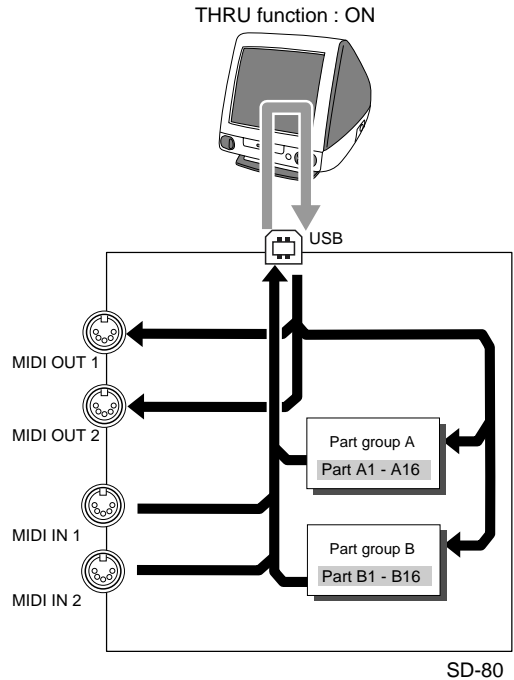 THRU function : ON
USB
MIDI OUT 1
MIDI OUT 2
Part group A
Part A1 - A16
MIDI IN 1
Part group B
Part B1 - B16
MIDI IN 2
SD-80